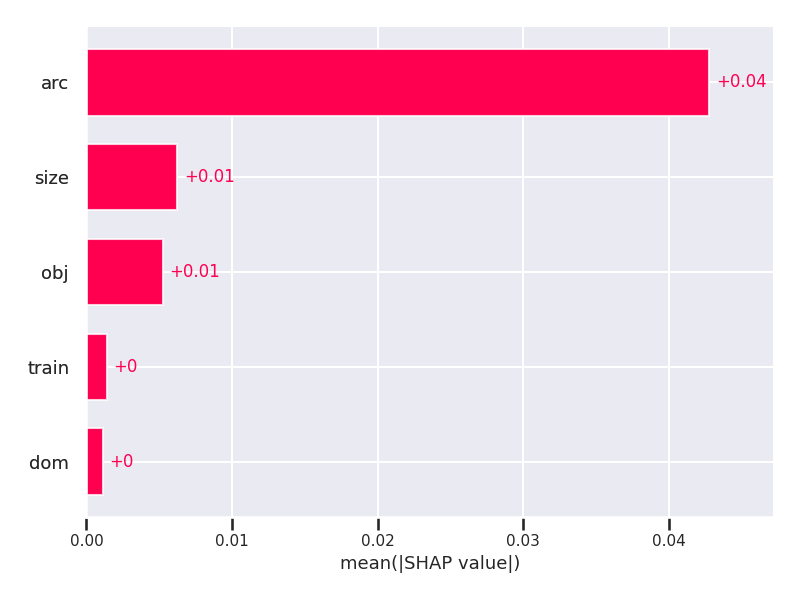 arc +0.04
size +0.01
obj +0.01
train +0
dom +0
0.00 0.01 0.02 0.03 0.04
mean(|SHAP value|)